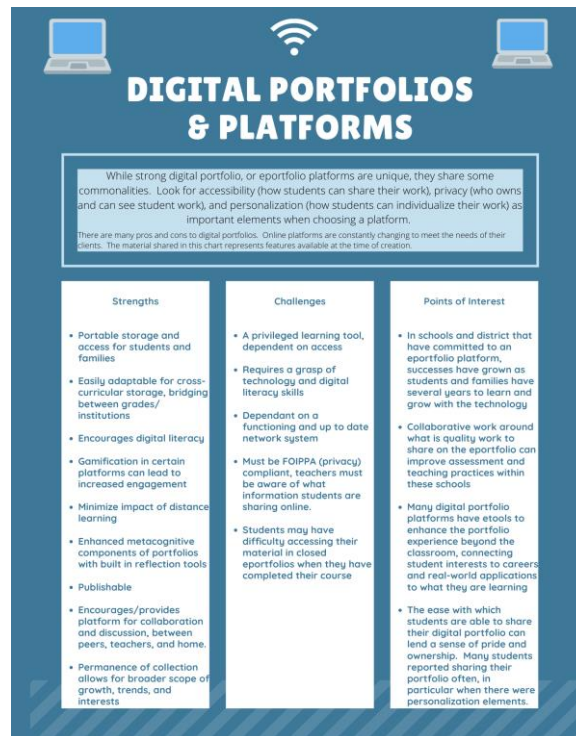 DIGITAL PORTFOLIOS
& PLATFORMS
While strong digital portfolio, or eportfolio platforms are unique, they share some
commonalities. Look for accessibility (how students can share their work), privacy (who owns
and can see student work), and personalization (how students can individualize their work) as
important elements when choosing a platform.
There are many pros and cons to digital portfolios. Online platforms are constantly changing to meet the needs of their
clients. The material shared in this chart represents features available at the time of creation.
Strengths
• Portable storage and
access for students and
families
• Easily adaptable for cross-
curricular storage, bridging
between grades/
institutions
• Encourages digital literacy
• Gamification in certain
platforms can lead to
increased engagement
• Minimize impact of distance
learning
• Enhanced metacognitive
components of portfolios
with built in reflection tools
• Publishable
• Encourages/provides
platform for collaboration
and discussion, between
peers, teachers, and home.
• Permanence of collection
allows for broader scope of
growth, trends, and
interests
Challenges
• A privileged learning tool,
dependent on access
• Requires a grasp of
technology and digital
literacy skills
• Dependant on a
functioning and up to date
network system
• Must be FOIPPA (privacy)
compliant, teachers must
be aware of what
information students are
sharing online.
• Students may have
difficulty accessing their
material in closed
eportfolios when they have
completed their course
Points of Interest
• In schools and district that
have committed to an
eportfolio platform,
successes have grown as
students and families have
several years to learn and
grow with the technology
• Collaborative work around
what is quality work to
share on the eportfolio can
improve assessment and
teaching practices within
these schools
• Many digital portfolio
platforms have etools to
enhance the portfolio
experience beyond the
classroom, connecting
student interests to careers
and real-world applications
to what they are learning
• The ease with which
students are able to share
their digital portfolio can
lend a sense of pride and
ownership. Many students
reported sharing their
portfolio often, in
particular when there were
personalization elements.